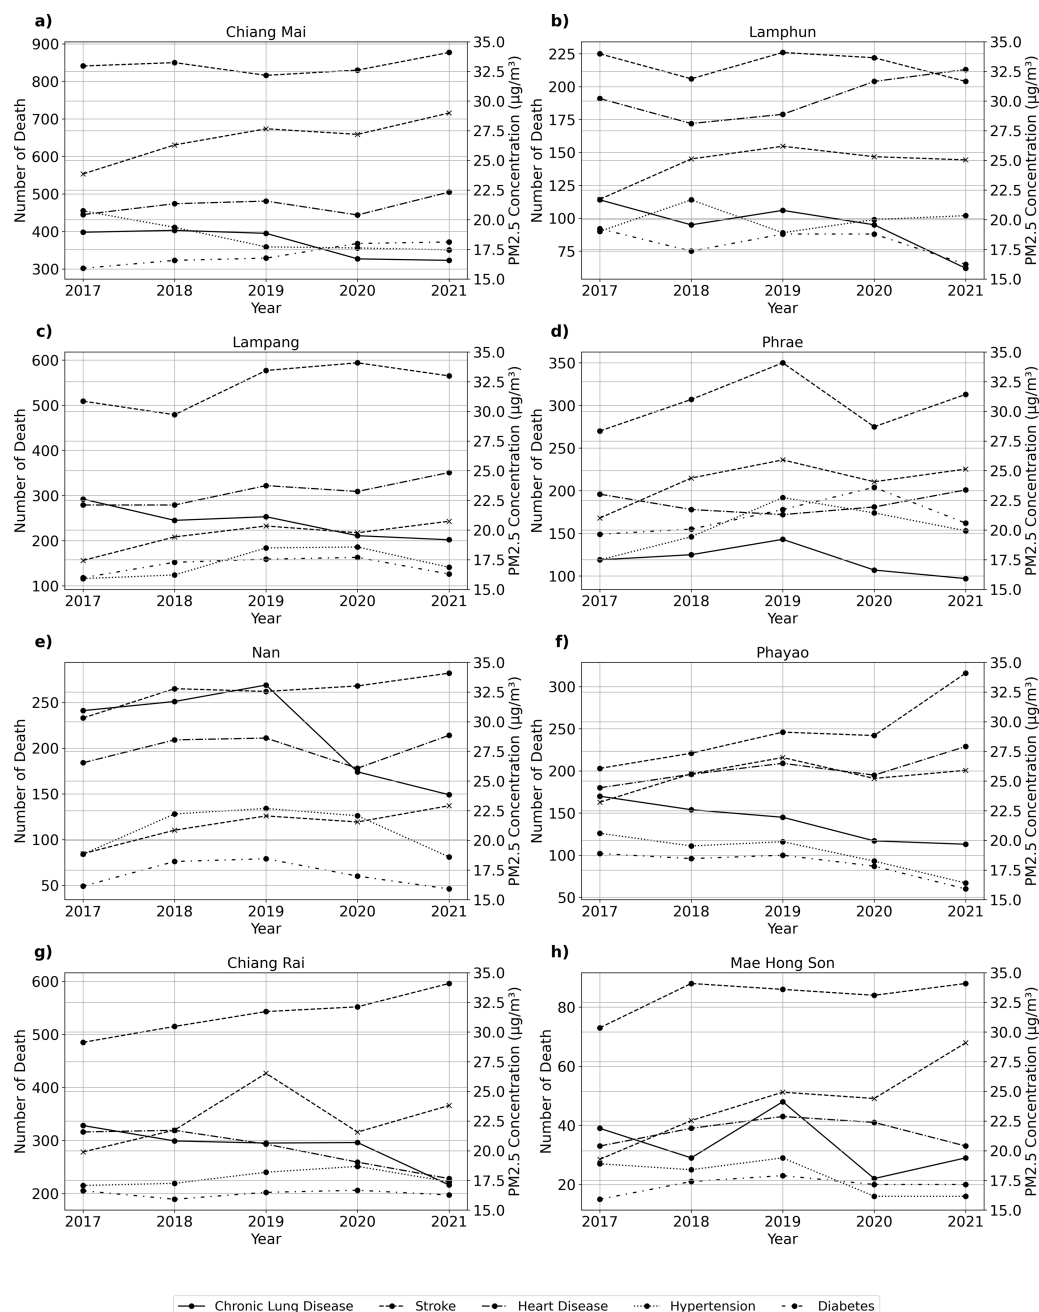 a)
Chiang Mai
Number of Death
900
800
700
600
500
400
300
35.0
32.5
30.0
27.5
25.0
22.5
20.0
17.5
15.0
PM2.5 Concentration (μg/m³)
2017 2018 2019 2020 2021
Year
b)
Lamphun
Number of Death
225
200
175
150
125
100
75
35.0
32.5
30.0
27.5
25.0
22.5
20.0
17.5
15.0
PM2.5 Concentration (μg/m³)
2017 2018 2019 2020 2021
Year
c)
Lampang
Number of Death
600
500
400
300
200
100
35.0
32.5
30.0
27.5
25.0
22.5
20.0
17.5
15.0
PM2.5 Concentration (μg/m³)
2017 2018 2019 2020 2021
Year
d)
Phrae
Number of Death
350
300
250
200
150
100
35.0
32.5
30.0
27.5
25.0
22.5
20.0
17.5
15.0
PM2.5 Concentration (μg/m³)
2017 2018 2019 2020 2021
Year
e)
Nan
Number of Death
250
200
150
100
50
35.0
32.5
30.0
27.5
25.0
22.5
20.0
17.5
15.0
PM2.5 Concentration (μg/m³)
2017 2018 2019 2020 2021
Year
f)
Phayao
Number of Death
300
250
200
150
100
50
35.0
32.5
30.0
27.5
25.0
22.5
20.0
17.5
15.0
PM2.5 Concentration (μg/m³)
2017 2018 2019 2020 2021
Year
g)
Chiang Rai
Number of Death
600
500
400
300
200
35.0
32.5
30.0
27.5
25.0
22.5
20.0
17.5
15.0
PM2.5 Concentration (μg/m³)
2017 2018 2019 2020 2021
Year
h)
Mae Hong Son
Number of Death
80
60
40
20
35.0
32.5
30.0
27.5
25.0
22.5
20.0
17.5
15.0
PM2.5 Concentration (μg/m³)
2017 2018 2019 2020 2021
Year
Chronic Lung Disease Stroke Heart Disease Hypertension Diabetes